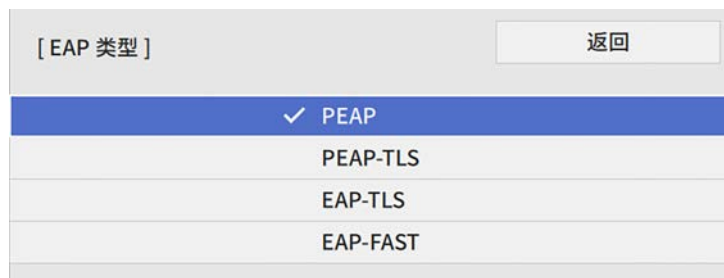 [ EAP 类型 ]
返回
PEAP
PEAP-TLS
EAP-TLS
EAP-FAST